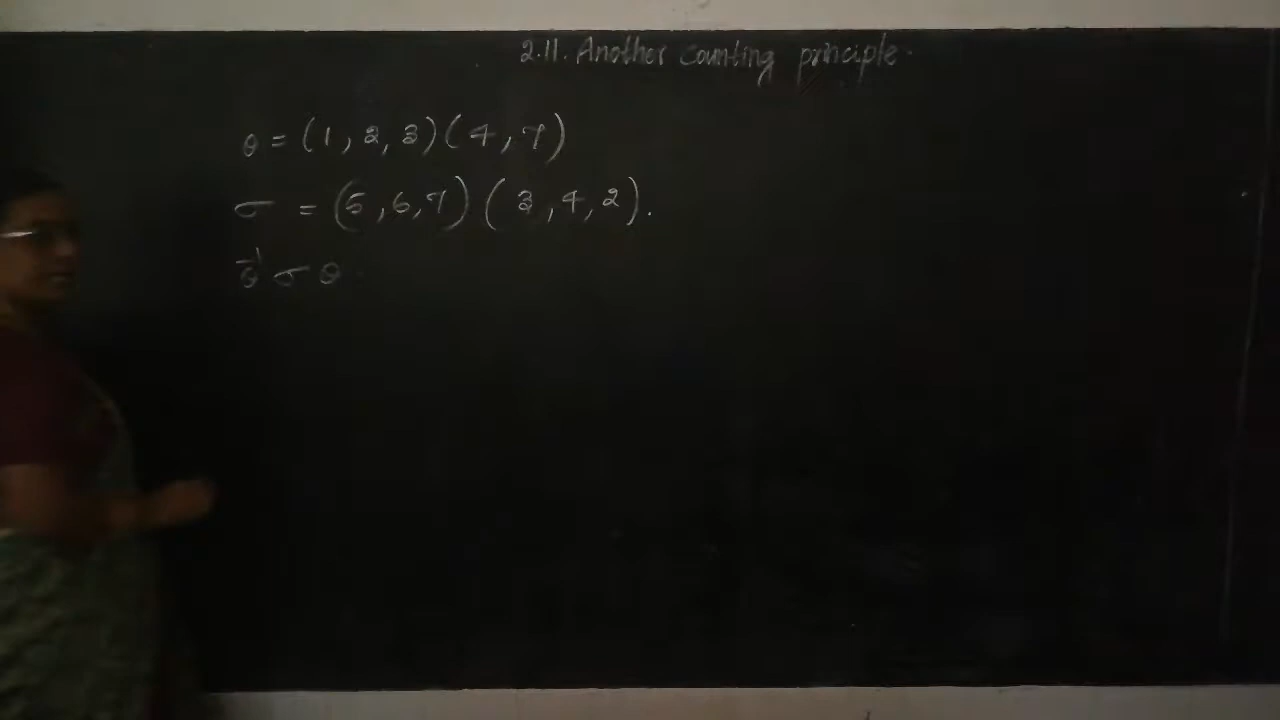 2.11. Another counting principle.
θ = (1, 2, 3)(4, 7)
σ = (5, 6, 7)(3, 4, 2).
θ⁻¹ σ θ